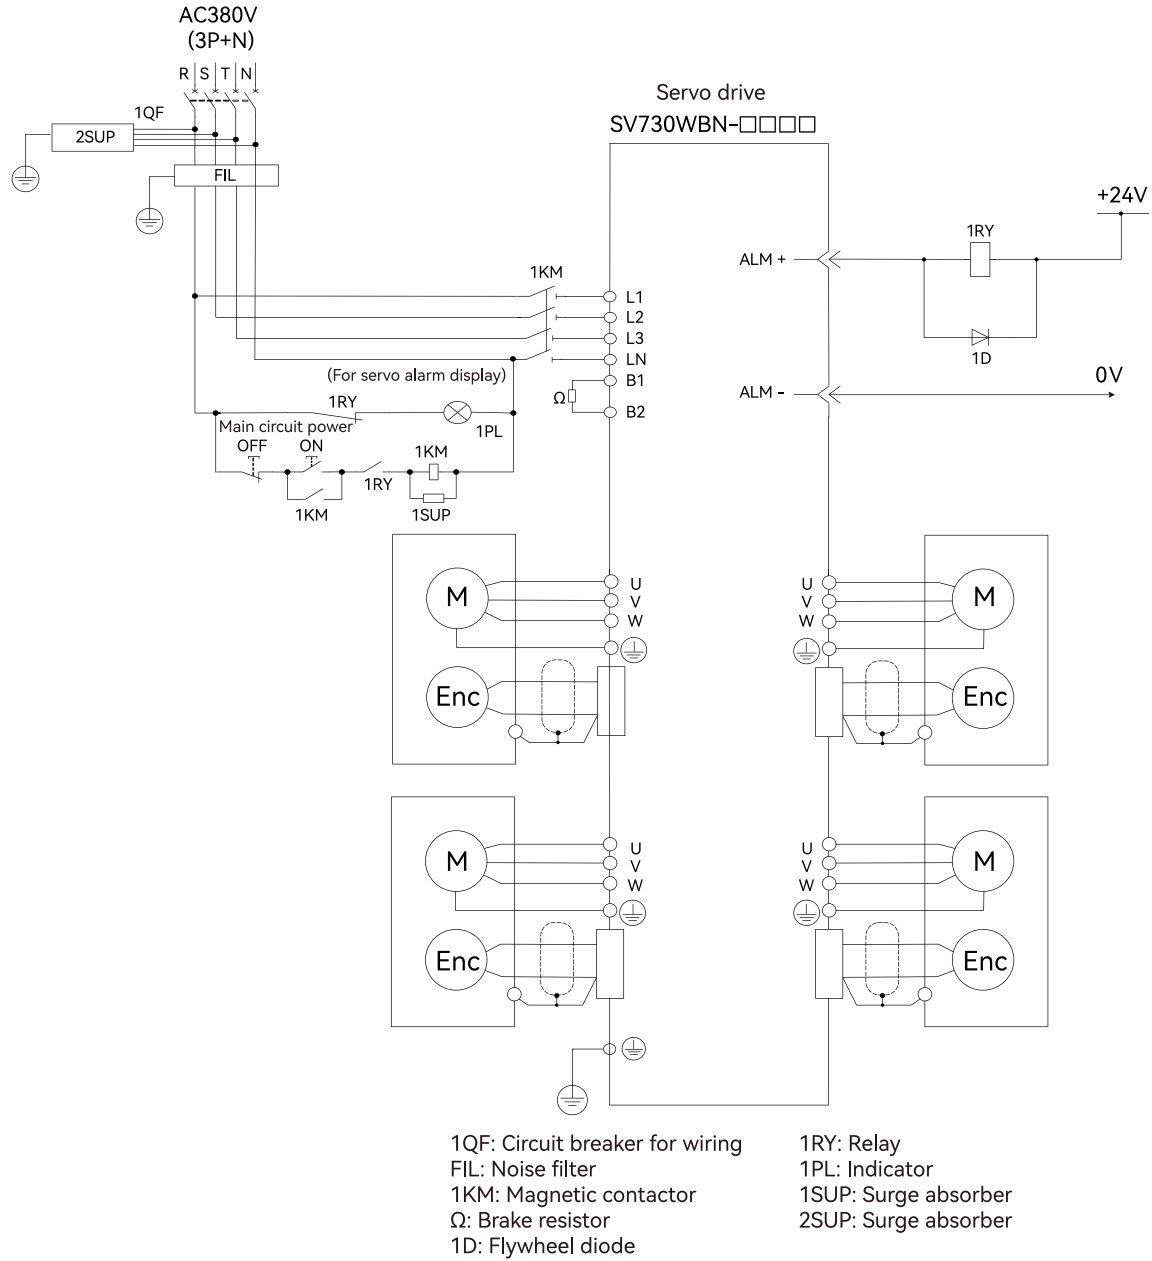 AC380V
(3P+N)
R S T N
1QF
2SUP
FIL
Servo drive
SV730WBN-□□□□
+24V
1RY
ALM +
1D
ALM -
0V
1KM
L1
L2
L3
LN
B1
B2
Ω
(For servo alarm display)
1RY
1PL
Main circuit power
OFF ON
1KM
1RY
1KM
1SUP
M
U
V
W
Enc
U
V
W
M
Enc
M
U
V
W
Enc
U
V
W
M
Enc
1QF: Circuit breaker for wiring
FIL: Noise filter
1KM: Magnetic contactor
Ω: Brake resistor
1D: Flywheel diode
1RY: Relay
1PL: Indicator
1SUP: Surge absorber
2SUP: Surge absorber